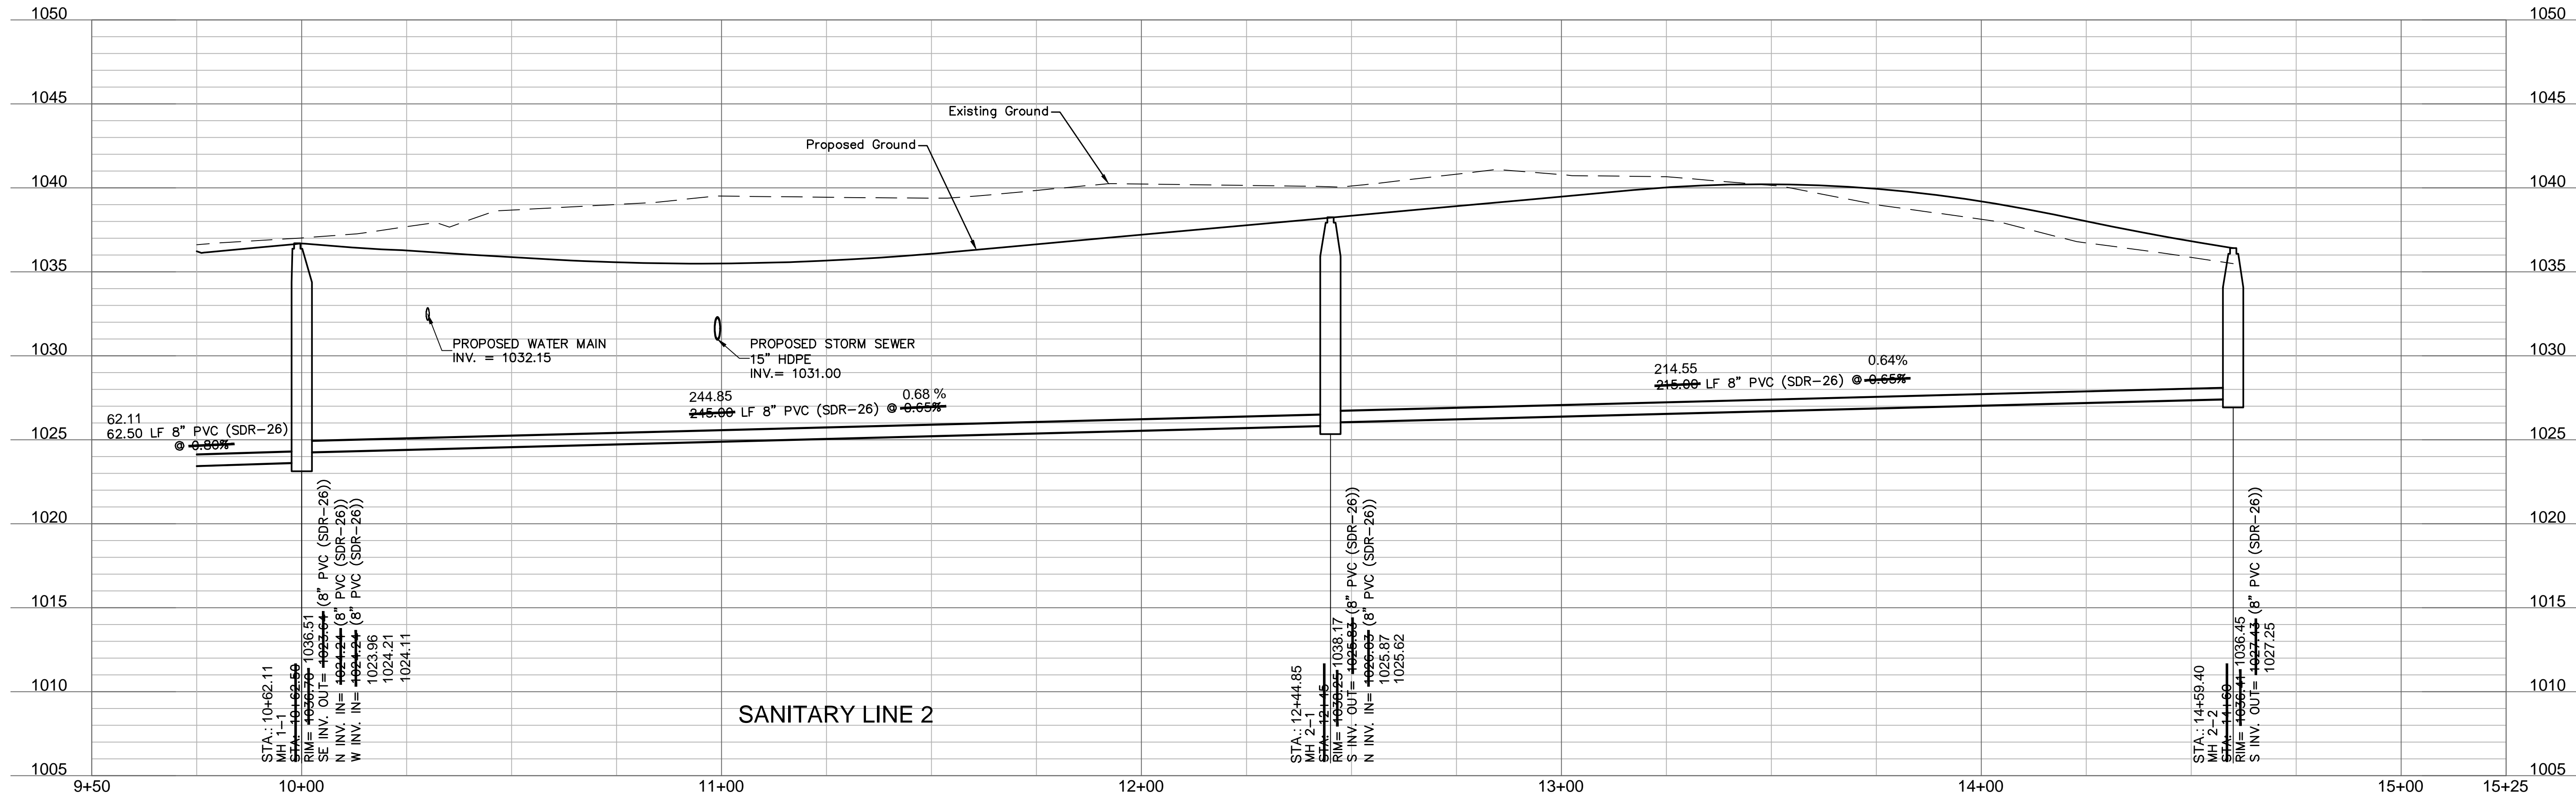 1050
1045
1040
1035
1030
1025
1020
1015
1010
1005
1050
1045
1040
1035
1030
1025
1020
1015
1010
1005
Existing Ground
Proposed Ground
PROPOSED WATER MAIN
INV. = 1032.15
PROPOSED STORM SEWER
15" HDPE
INV.= 1031.00
62.11
62.50 LF 8" PVC (SDR-26)
@ 0.80%
244.85 0.68 %
245.00 LF 8" PVC (SDR-26) @ 0.65%
214.55 0.64%
215.00 LF 8" PVC (SDR-26) @ 0.65%
STA.: 10+62.11
MH 1-1
STA: 10+62.50
RIM= 1036.70 1036.51
SE INV. OUT= 1023.64 (8" PVC (SDR-26))
N INV. IN= 1024.24 (8" PVC (SDR-26))
W INV. IN= 1024.24 (8" PVC (SDR-26))
1023.96
1024.21
1024.11
SANITARY LINE 2
STA.: 12+44.85
MH 2-1
STA: 12+45
RIM= 1038.25 1038.17
S INV. OUT= 1025.83 (8" PVC (SDR-26))
N INV. IN= 1026.03 (8" PVC (SDR-26))
1025.87
1025.62
STA.: 14+59.40
MH 2-2
STA: 14+60
RIM= 1036.41 1036.45
S INV. OUT= 1027.43 (8" PVC (SDR-26))
1027.25
9+50 10+00 11+00 12+00 13+00 14+00 15+00 15+25